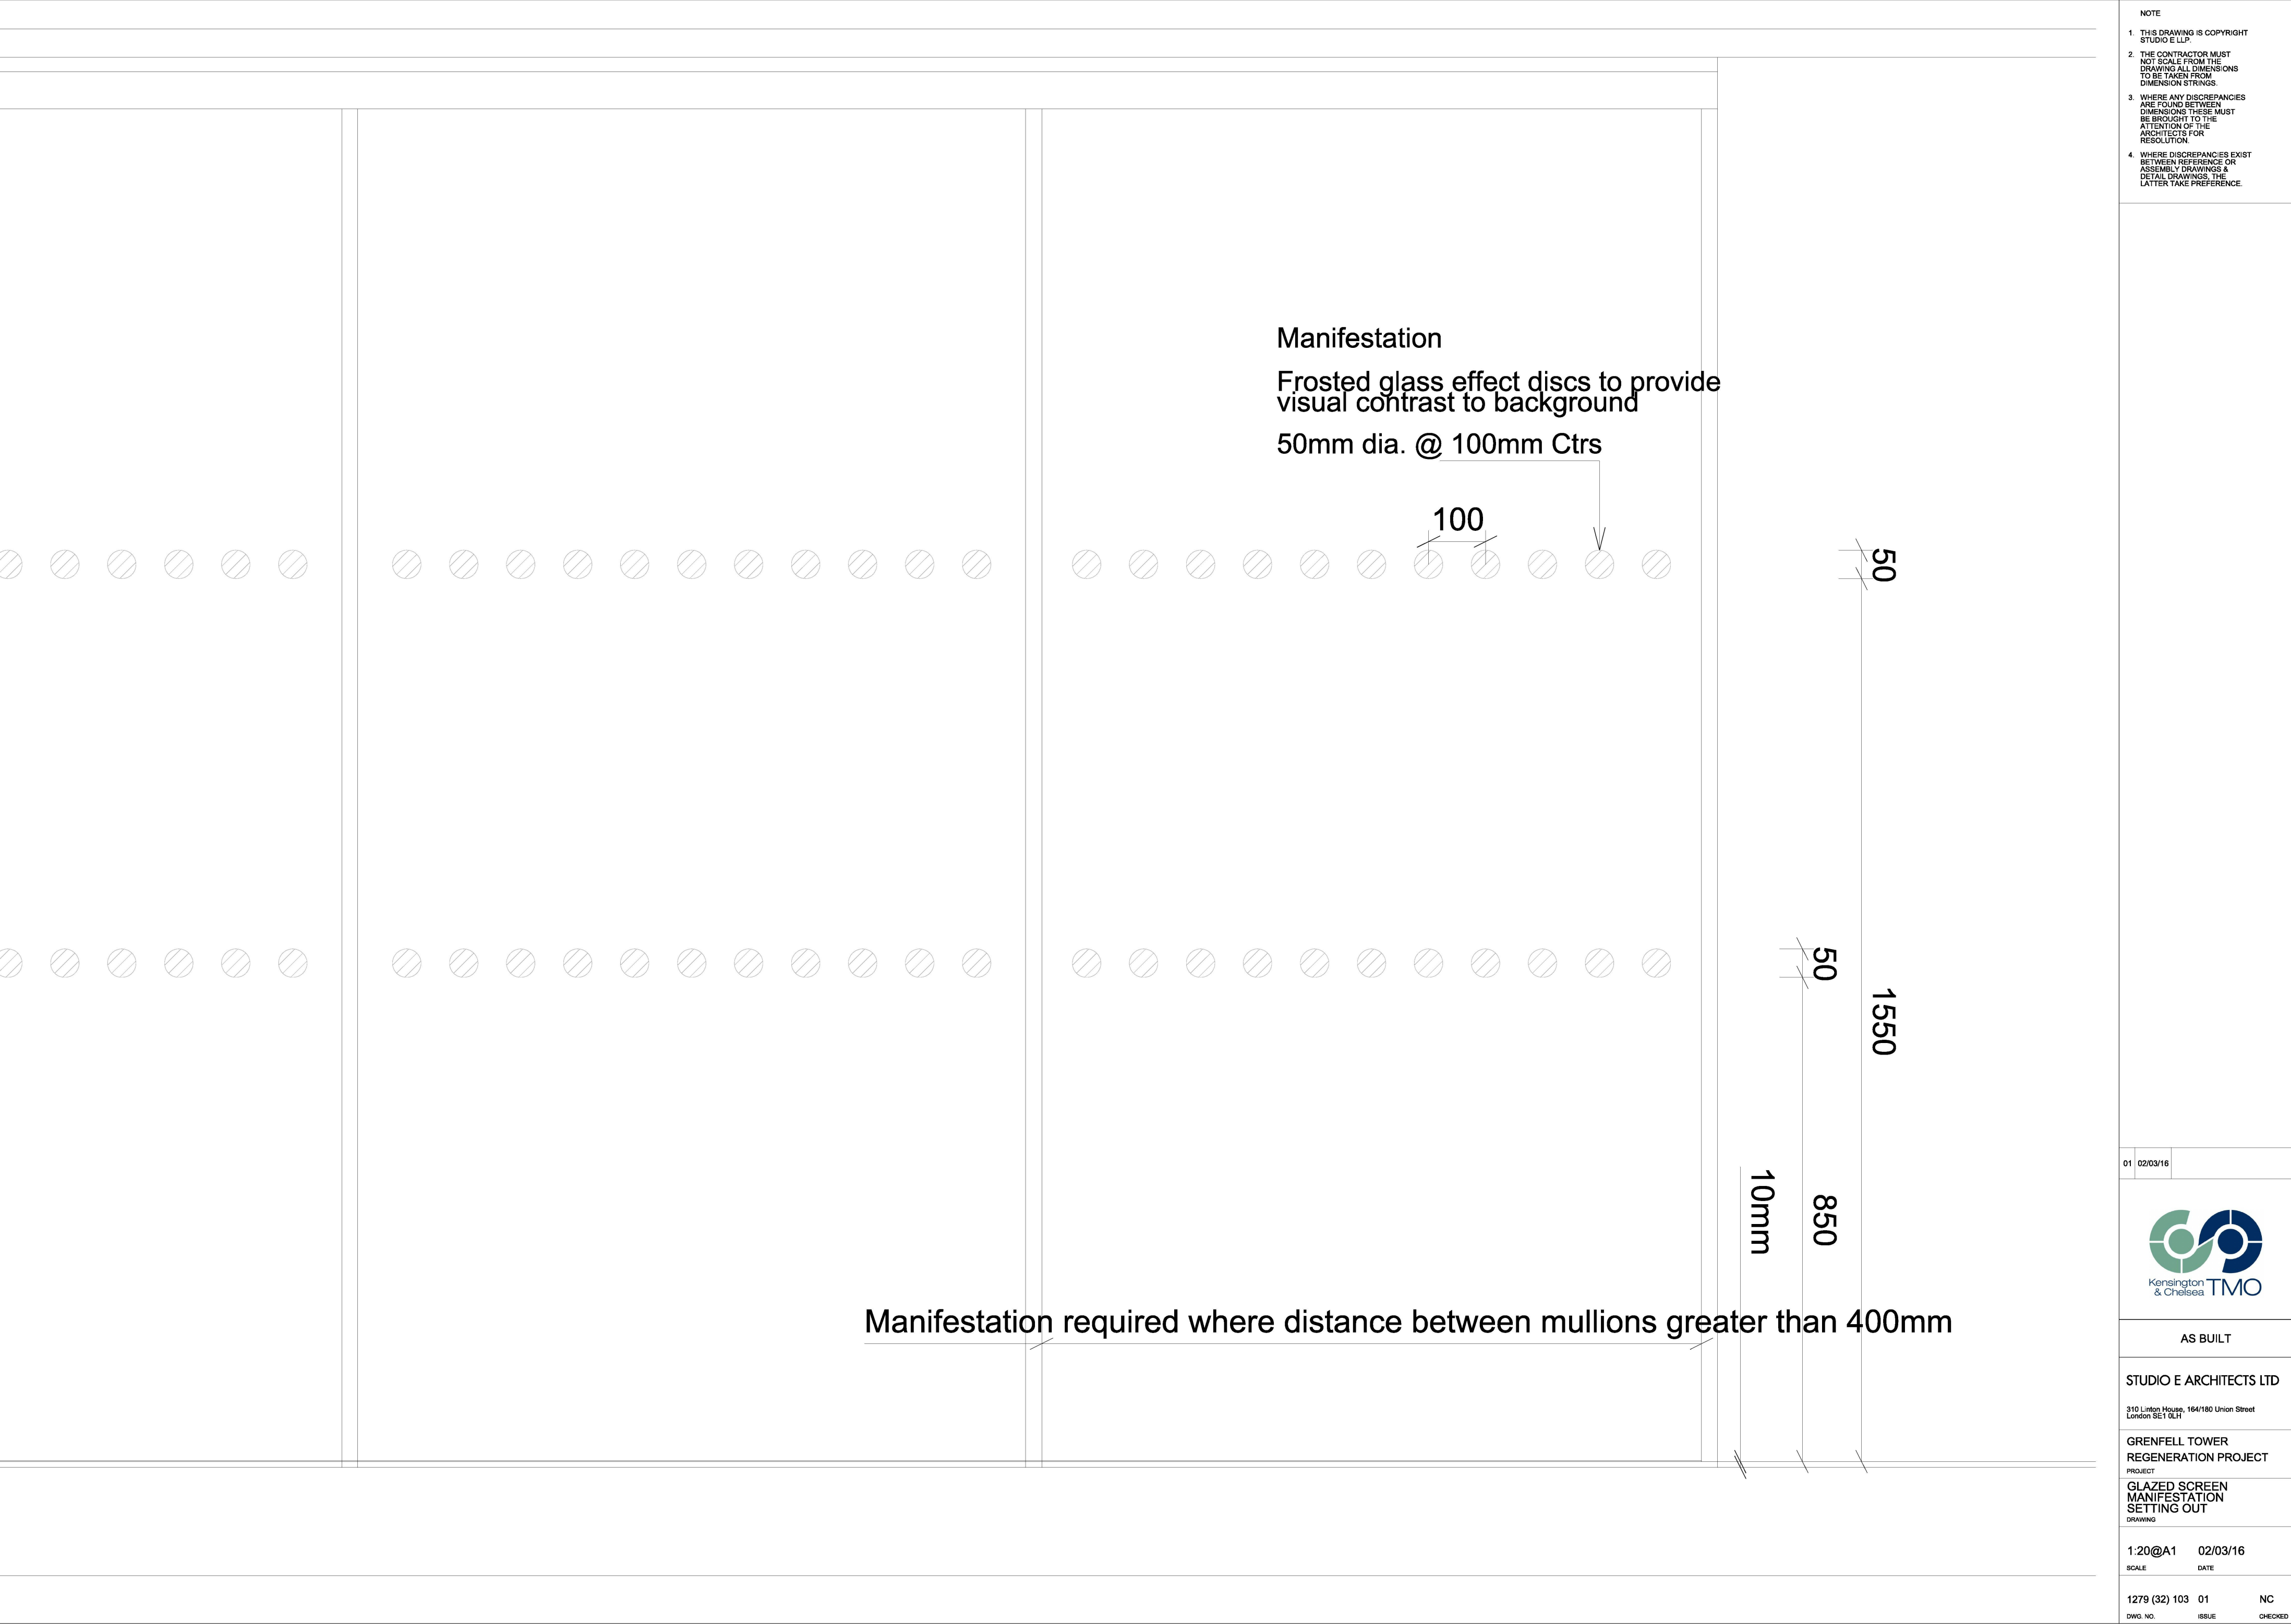 Manifestation
Frosted glass effect discs to provide
visual contrast to background
50mm dia. @ 100mm Ctrs
100
50
50
1550
850
10mm
Manifestation required where distance between mullions greater than 400mm
NOTE
1. THIS DRAWING IS COPYRIGHT
STUDIO E LLP.
2. THE CONTRACTOR MUST
NOT SCALE FROM THE
DRAWING ALL DIMENSIONS
TO BE TAKEN FROM
DIMENSION STRINGS.
3. WHERE ANY DISCREPANCIES
ARE FOUND BETWEEN
DIMENSIONS THESE MUST
BE BROUGHT TO THE
ATTENTION OF THE
ARCHITECTS FOR
RESOLUTION.
4. WHERE DISCREPANCIES EXIST
BETWEEN REFERENCE OR
ASSEMBLY DRAWINGS &
DETAIL DRAWINGS, THE
LATTER TAKE PREFERENCE.
01 02/03/16
Kensington
& Chelsea TMO
AS BUILT
STUDIO E ARCHITECTS LTD
310 Linton House, 164/180 Union Street
London SE1 0LH
GRENFELL TOWER
REGENERATION PROJECT
PROJECT
GLAZED SCREEN
MANIFESTATION
SETTING OUT
DRAWING
1:20@A1 02/03/16
SCALE DATE
1279 (32) 103 01 NC
DWG. NO. ISSUE CHECKED